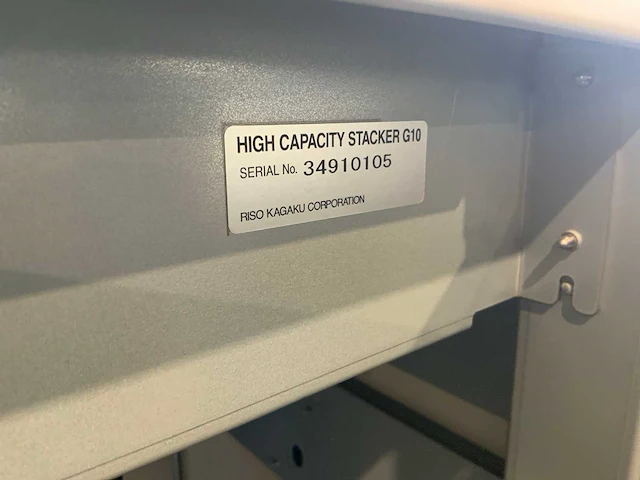 HIGH CAPACITY STACKER G10
SERIAL No. 34910105
RISO KAGAKU CORPORATION